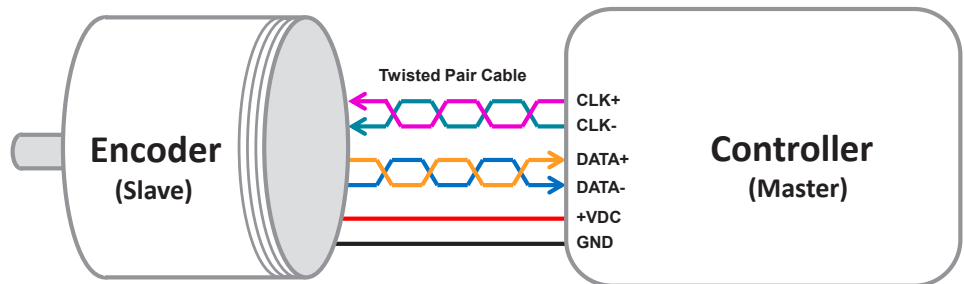 Encoder
(Slave)
Twisted Pair Cable
CLK+
CLK-
DATA+
DATA-
+VDC
GND
Controller
(Master)